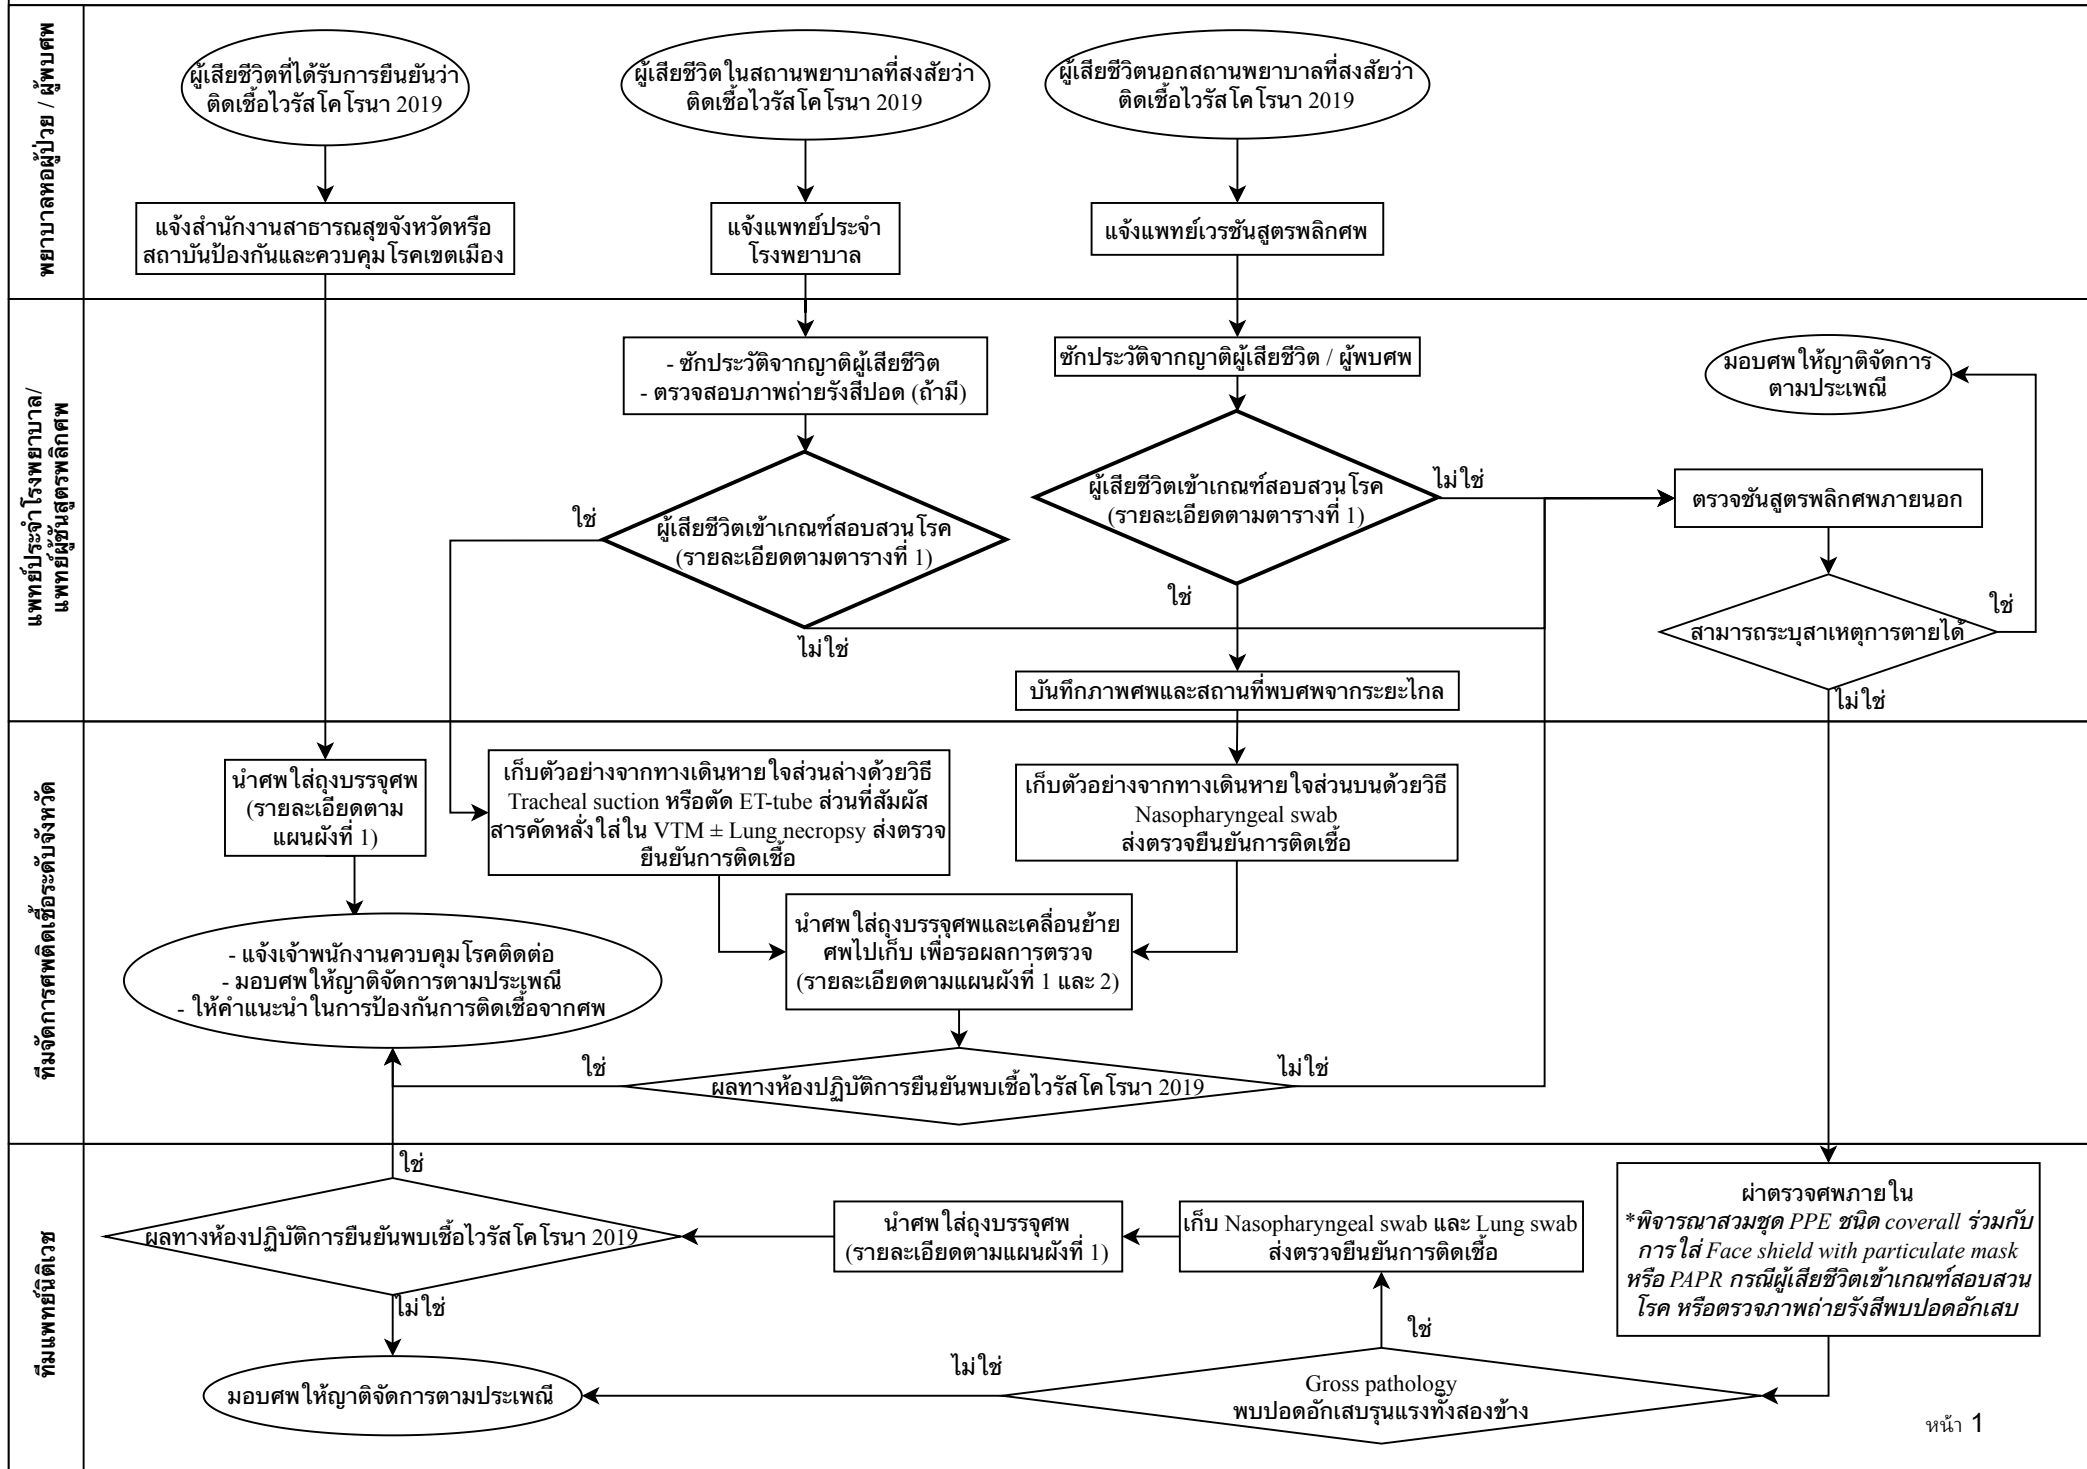 พยาบาลหอผู้ป่วย / ผู้พบศพ
ผู้เสียชีวิตที่ได้รับการยืนยันว่า
ติดเชื้อไวรัสโคโรนา 2019
ผู้เสียชีวิตในสถานพยาบาลที่สงสัยว่า
ติดเชื้อไวรัสโคโรนา 2019
ผู้เสียชีวิตนอกสถานพยาบาลที่สงสัยว่า
ติดเชื้อไวรัสโคโรนา 2019
แจ้งสำนักงานสาธารณสุขจังหวัดหรือ
สถาบันป้องกันและควบคุมโรคเขตเมือง
แจ้งแพทย์ประจำ
โรงพยาบาล
แจ้งแพทย์เวรชันสูตรพลิกศพ
แพทย์ประจำโรงพยาบาล/
แพทย์ผู้ชันสูตรพลิกศพ
- ซักประวัติจากญาติผู้เสียชีวิต
- ตรวจสอบภาพถ่ายรังสีปอด (ถ้ามี)
ซักประวัติจากญาติผู้เสียชีวิต / ผู้พบศพ
มอบศพให้ญาติจัดการ
ตามประเพณี
ใช่
ผู้เสียชีวิตเข้าเกณฑ์สอบสวนโรค
(รายละเอียดตามตารางที่ 1)
ไม่ใช่
ผู้เสียชีวิตเข้าเกณฑ์สอบสวนโรค
(รายละเอียดตามตารางที่ 1)
ไม่ใช่
ใช่
ตรวจชันสูตรพลิกศพภายนอก
สามารถระบุสาเหตุการตายได้
ใช่
ไม่ใช่
บันทึกภาพศพและสถานที่พบศพจากระยะไกล
ทีมจัดการศพติดเชื้อระดับจังหวัด
นำศพใส่ถุงบรรจุศพ
(รายละเอียดตาม
แผนผังที่ 1)
เก็บตัวอย่างจากทางเดินหายใจส่วนล่างด้วยวิธี
Tracheal suction หรือตัด ET-tube ส่วนที่สัมผัส
สารคัดหลั่งใส่ใน VTM ± Lung necropsy ส่งตรวจ
ยืนยันการติดเชื้อ
เก็บตัวอย่างจากทางเดินหายใจส่วนบนด้วยวิธี
Nasopharyngeal swab
ส่งตรวจยืนยันการติดเชื้อ
- แจ้งเจ้าพนักงานควบคุมโรคติดต่อ
- มอบศพให้ญาติจัดการตามประเพณี
- ให้คำแนะนำในการป้องกันการติดเชื้อจากศพ
นำศพใส่ถุงบรรจุศพและเคลื่อนย้าย
ศพไปเก็บ เพื่อรอผลการตรวจ
(รายละเอียดตามแผนผังที่ 1 และ 2)
ใช่
ผลทางห้องปฏิบัติการยืนยันพบเชื้อไวรัสโคโรนา 2019
ไม่ใช่
ทีมแพทย์นิติเวช
ใช่
ผลทางห้องปฏิบัติการยืนยันพบเชื้อไวรัสโคโรนา 2019
ไม่ใช่
นำศพใส่ถุงบรรจุศพ
(รายละเอียดตามแผนผังที่ 1)
เก็บ Nasopharyngeal swab และ Lung swab
ส่งตรวจยืนยันการติดเชื้อ
ผ่าตรวจศพภายใน
*พิจารณาสวมชุด PPE ชนิด coverall ร่วมกับ
การใส่ Face shield with particulate mask
หรือ PAPR กรณีผู้เสียชีวิตเข้าเกณฑ์สอบสวน
โรค หรือตรวจภาพถ่ายรังสีพบปอดอักเสบ
ใช่
ไม่ใช่
Gross pathology
พบปอดอักเสบรุนแรงทั้งสองข้าง
มอบศพให้ญาติจัดการตามประเพณี
หน้า 1